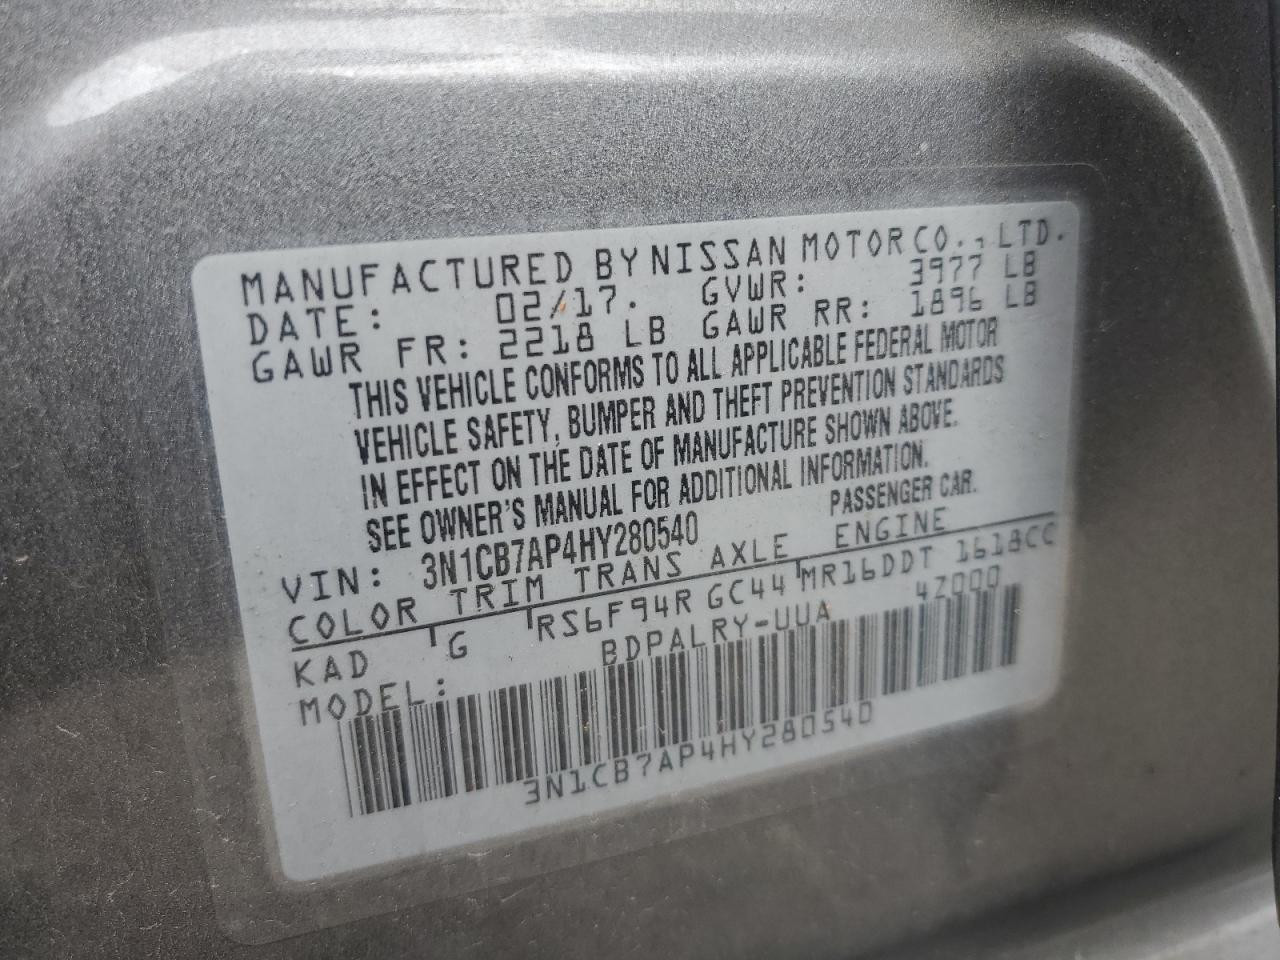 MANUFACTURED BY NISSAN MOTOR CO., LTD.
DATE: 02/17. GVWR: 3977 LB
GAWR FR: 2218 LB GAWR RR: 1896 LB
THIS VEHICLE CONFORMS TO ALL APPLICABLE FEDERAL MOTOR
VEHICLE SAFETY, BUMPER AND THEFT PREVENTION STANDARDS
IN EFFECT ON THE DATE OF MANUFACTURE SHOWN ABOVE.
SEE OWNER'S MANUAL FOR ADDITIONAL INFORMATION.
VIN: 3N1CB7AP4HY280540 PASSENGER CAR.
COLOR TRIM TRANS AXLE ENGINE
KAD G RS6F94R GC44 MR16DDT 1618CC
MODEL: BDPALRY-UUA 4Z000
3N1CB7AP4HY280540